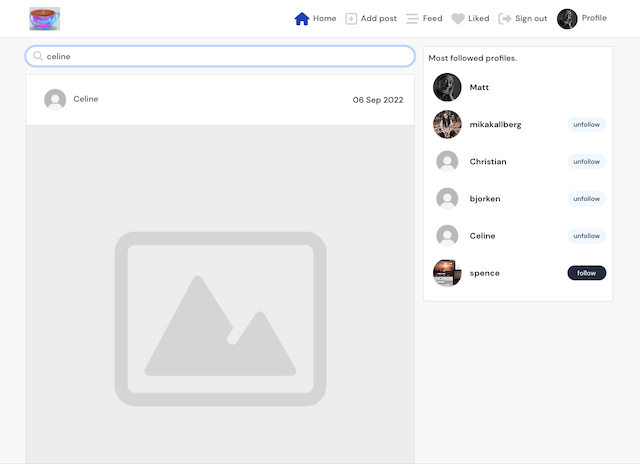 Home Add post Feed Liked Sign out Profile
celine
Celine 06 Sep 2022
Most followed profiles.
Matt
mikakallberg unfollow
Christian unfollow
bjorken unfollow
Celine unfollow
spence follow